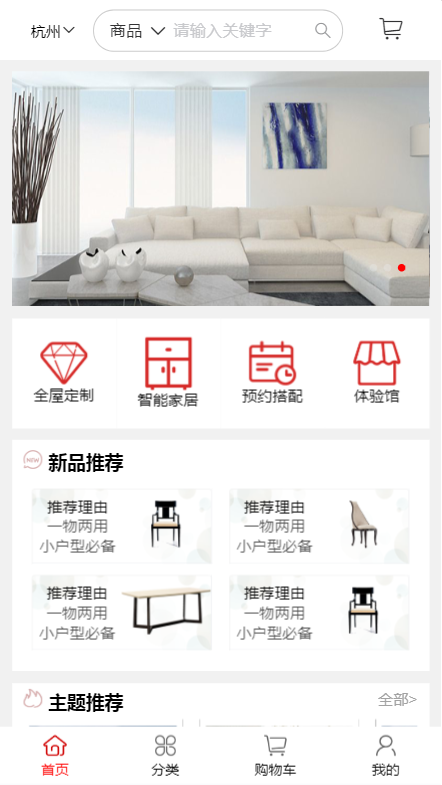 杭州
商品
请输入关键字
全屋定制
智能家居
预约搭配
体验馆
NEW
新品推荐
推荐理由
一物两用
小户型必备
推荐理由
一物两用
小户型必备
推荐理由
一物两用
小户型必备
推荐理由
一物两用
小户型必备
主题推荐
全部>
首页
分类
购物车
我的